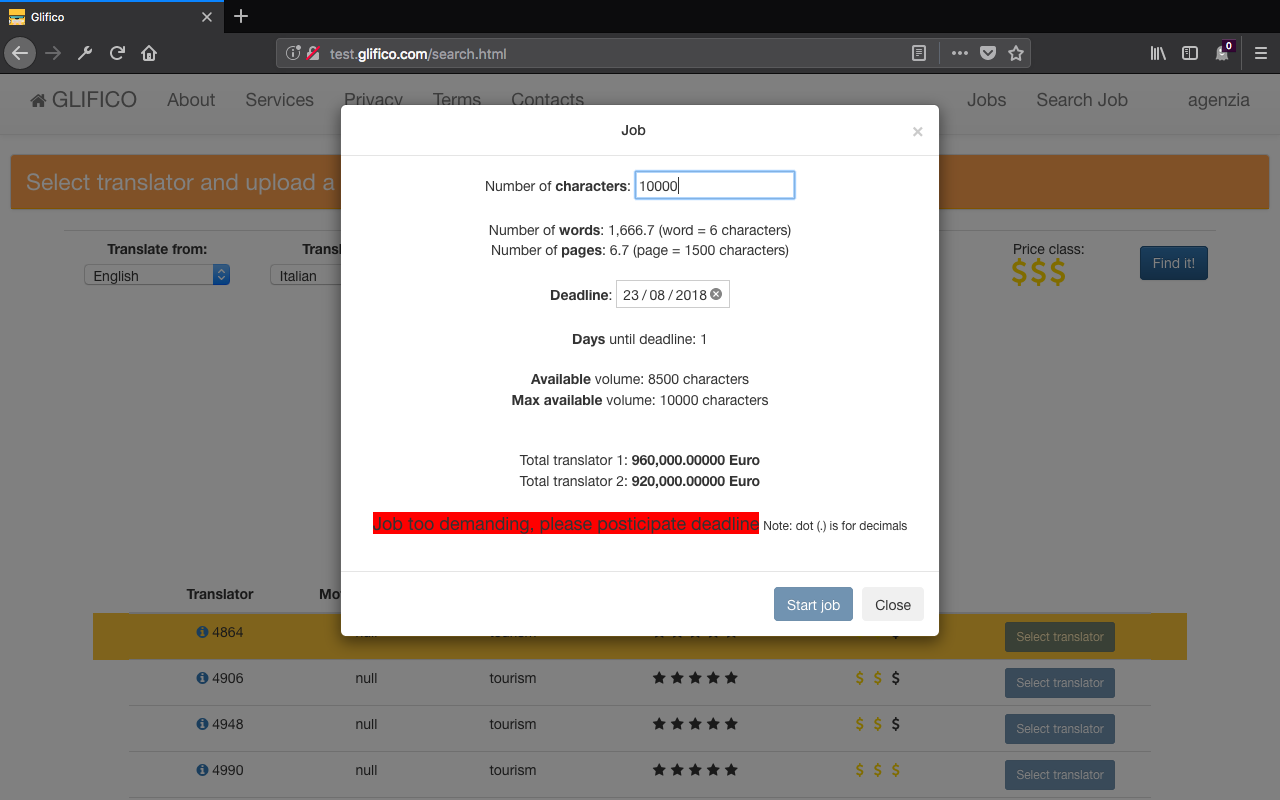 Glifico
test.glifico.com/search.html
0
GLIFICO About Services Privacy Terms Contacts Jobs Search Job agenzia
Job ×
Select translator and upload a
Number of characters: 10000
Number of words: 1,666.7 (word = 6 characters)
Number of pages: 6.7 (page = 1500 characters)
Translate from:
English
Italian
Price class:
$$$
Find it!
Deadline: 23/08/2018
Days until deadline: 1
Available volume: 8500 characters
Max available volume: 10000 characters
Total translator 1: 960,000.00000 Euro
Total translator 2: 920,000.00000 Euro
Job too demanding, please posticipate deadline Note: dot (.) is for decimals
Start job Close
Translator
4864 Select translator
4906 null tourism $ $ $ Select translator
4948 null tourism $ $ $ Select translator
4990 null tourism $ $ $ Select translator